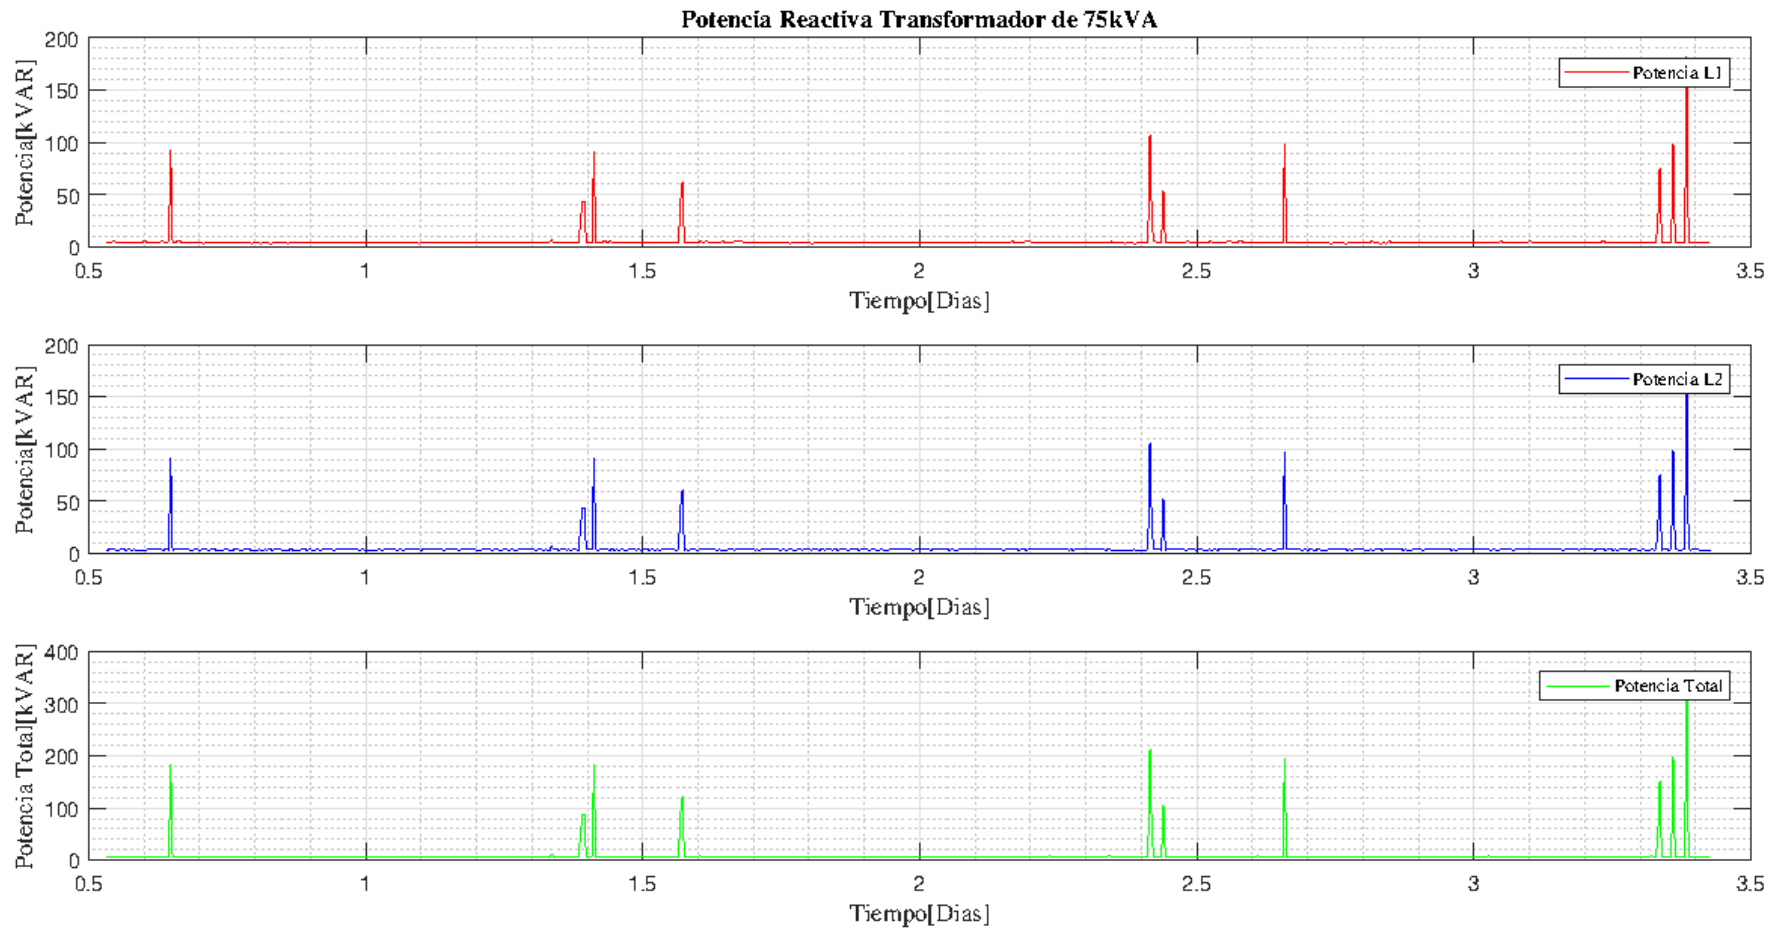 Potencia Reactiva Transformador de 75kVA
Potencia[kVAR]
200
150
100
50
0
Potencia L1
0.5 1 1.5 2 2.5 3 3.5
Tiempo[Dias]
Potencia[kVAR]
200
150
100
50
0
Potencia L2
0.5 1 1.5 2 2.5 3 3.5
Tiempo[Dias]
Potencia Total[kVAR]
400
300
200
100
0
Potencia Total
0.5 1 1.5 2 2.5 3 3.5
Tiempo[Dias]